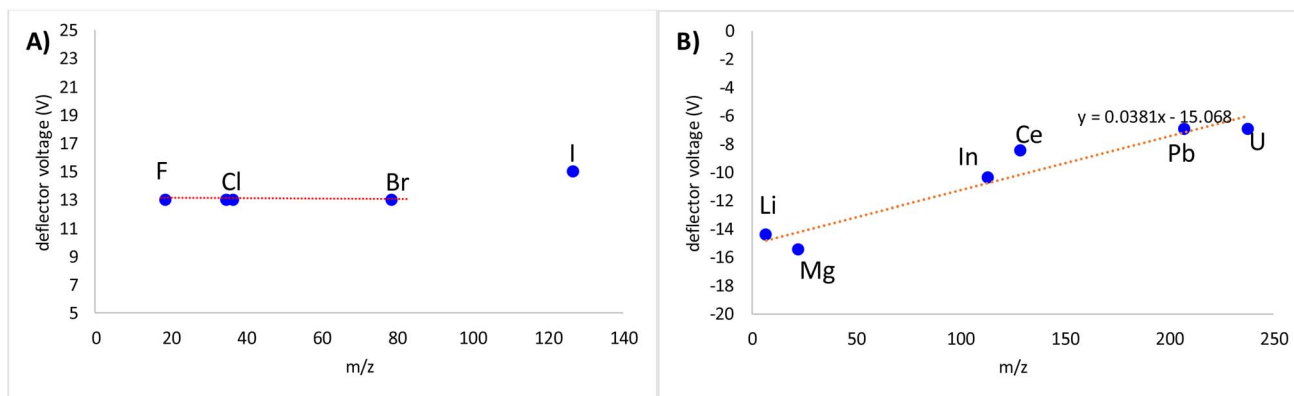 A)
deflector voltage (V)
25
23
21
19
17
15
13
11
9
7
5
F
Cl
Br
I
0
20
40
60
80
100
120
140
m/z
B)
deflector voltage (V)
0
-2
-4
-6
-8
-10
-12
-14
-16
-18
-20
y = 0.0381x - 15.068
Li
Mg
In
Ce
Pb
U
0
50
100
150
200
250
m/z